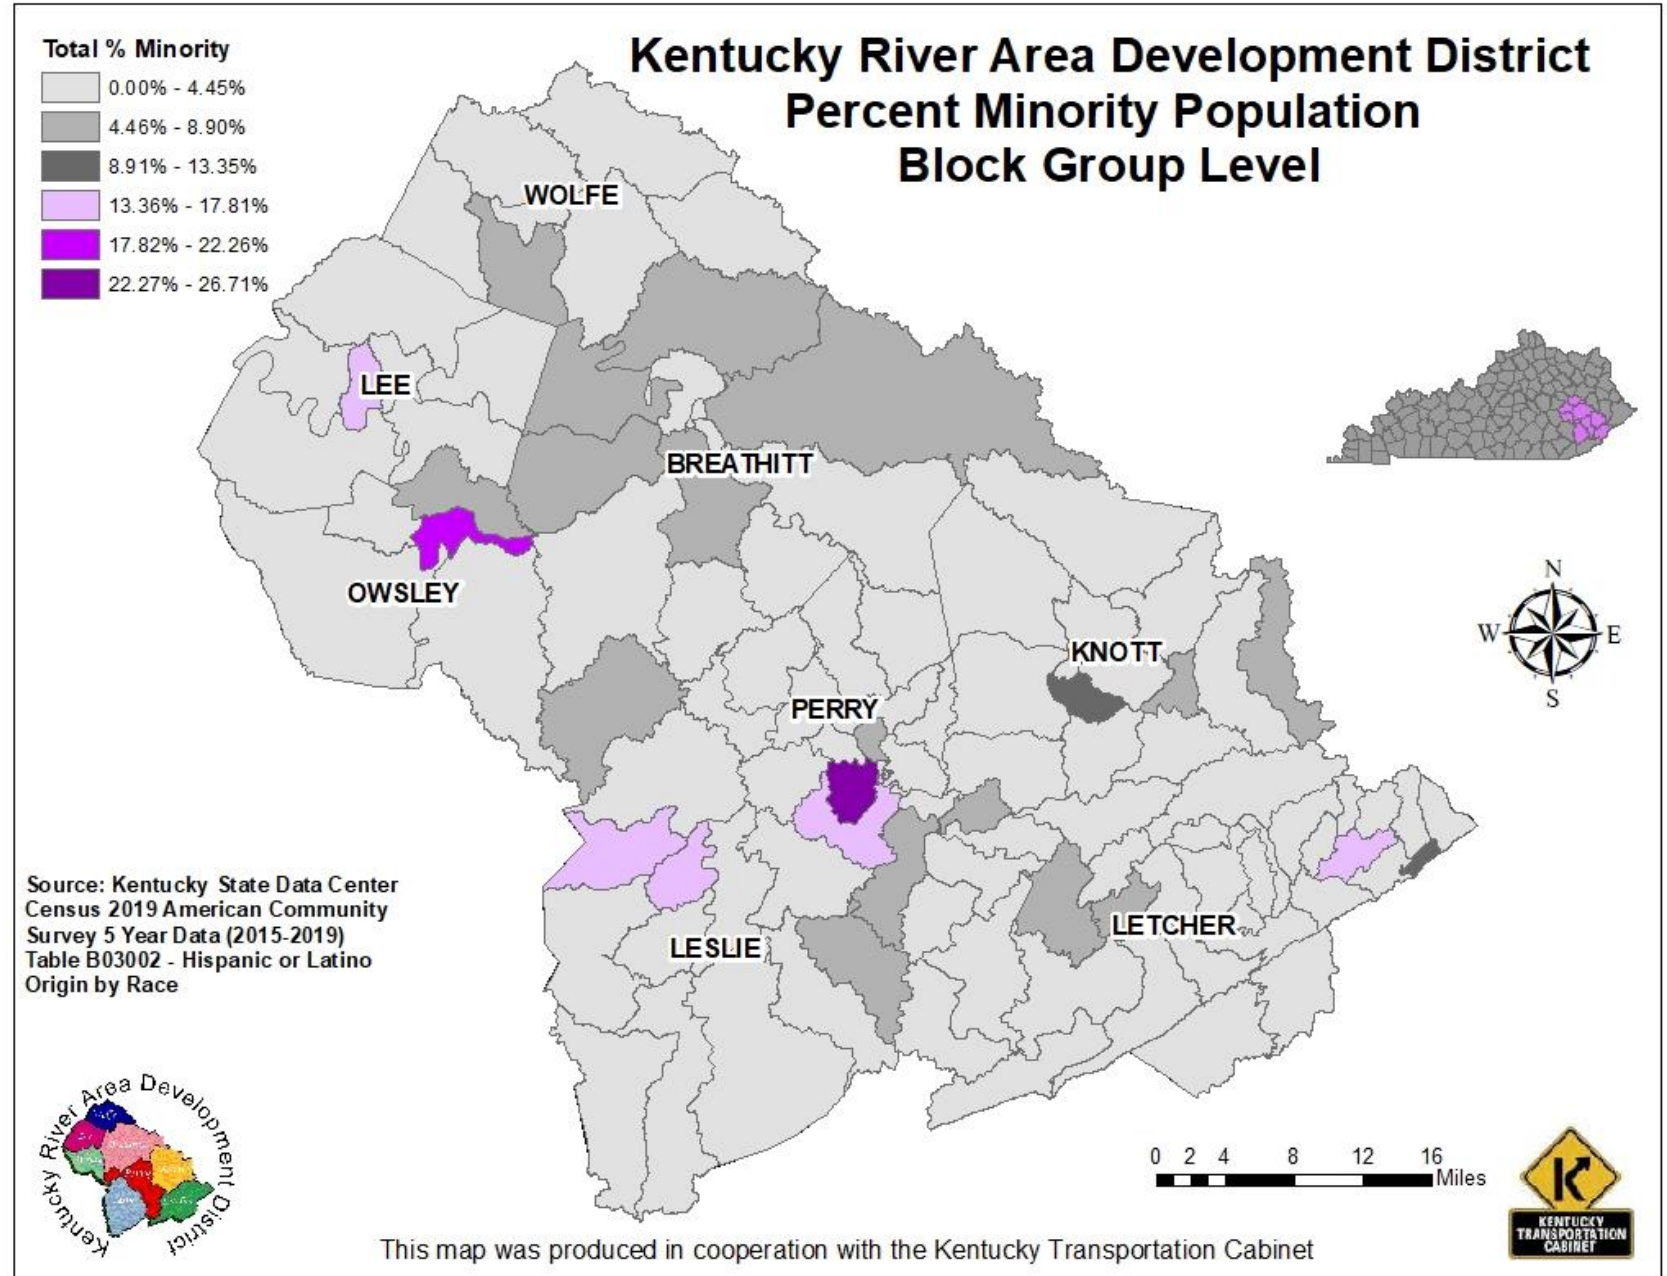 Kentucky River Area Development District
Percent Minority Population
Block Group Level
Total % Minority
0.00% - 4.45%
4.46% - 8.90%
8.91% - 13.35%
13.36% - 17.81%
17.82% - 22.26%
22.27% - 26.71%
WOLFE
LEE
BREATHITT
OWSLEY
KNOTT
PERRY
LETCHER
LESLIE
N
W E
S
Source: Kentucky State Data Center
Census 2019 American Community
Survey 5 Year Data (2015-2019)
Table B03002 - Hispanic or Latino
Origin by Race
Kentucky River Area Development District
0 2 4 8 12 16
Miles
KENTUCKY
TRANSPORTATION
CABINET
This map was produced in cooperation with the Kentucky Transportation Cabinet